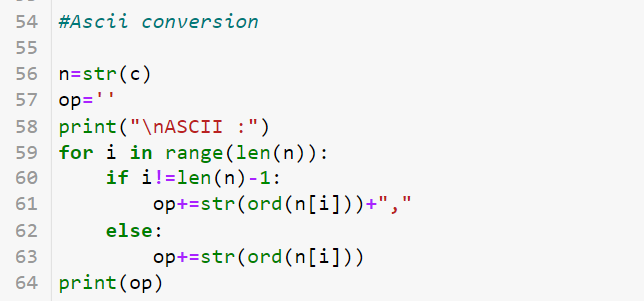 54 #Ascii conversion
55
56 n=str(c)
57 op=''
58 print("\nASCII :")
59 for i in range(len(n)):
60     if i!=len(n)-1:
61         op+=str(ord(n[i]))+","
62     else:
63         op+=str(ord(n[i]))
64 print(op)